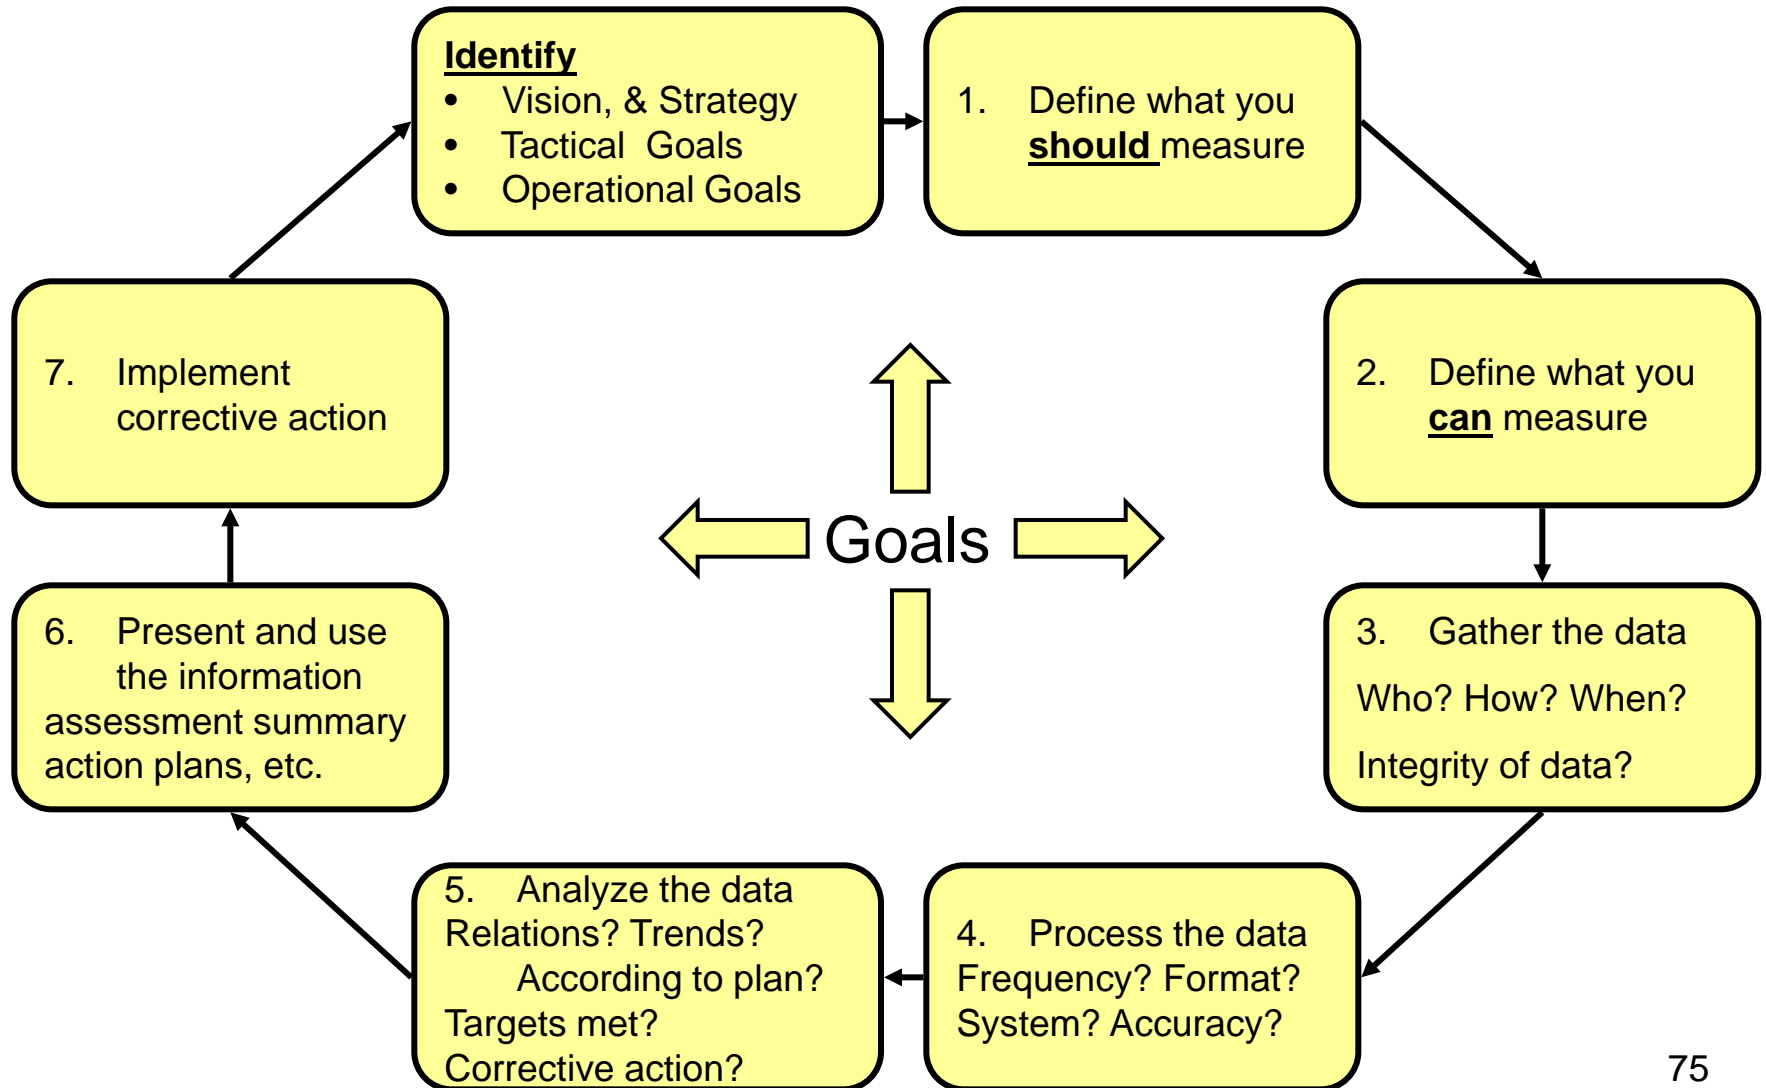 Identify
• Vision, & Strategy
• Tactical Goals
• Operational Goals
1. Define what you
should measure
2. Define what you
can measure
3. Gather the data
Who? How? When?
Integrity of data?
4. Process the data
Frequency? Format?
System? Accuracy?
5. Analyze the data
Relations? Trends?
According to plan?
Targets met?
Corrective action?
6. Present and use
the information
assessment summary
action plans, etc.
7. Implement
corrective action
Goals
75